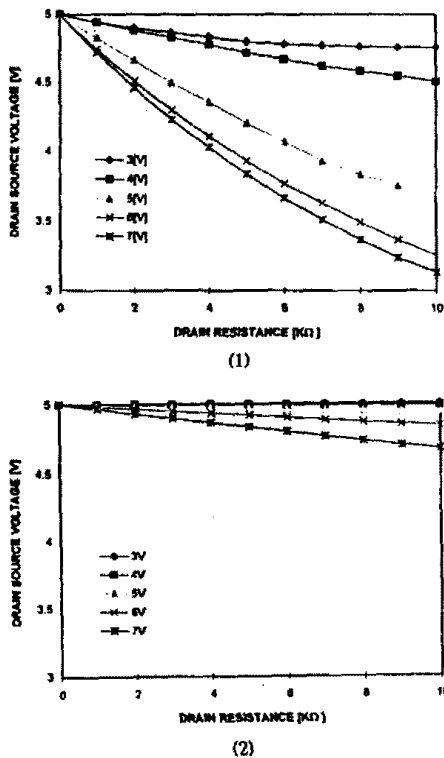 DRAIN SOURCE VOLTAGE [V]
5
4.5
4
3.5
3
3[V]
4[V]
5[V]
6[V]
7[V]
0 2 4 6 8 10
DRAIN RESISTANCE [KΩ]
(1)
DRAIN SOURCE VOLTAGE [V]
5
4.5
4
3.5
3
3V
4V
5V
6V
7V
0 2 4 6 8 10
DRAIN RESISTANCE [KΩ]
(2)